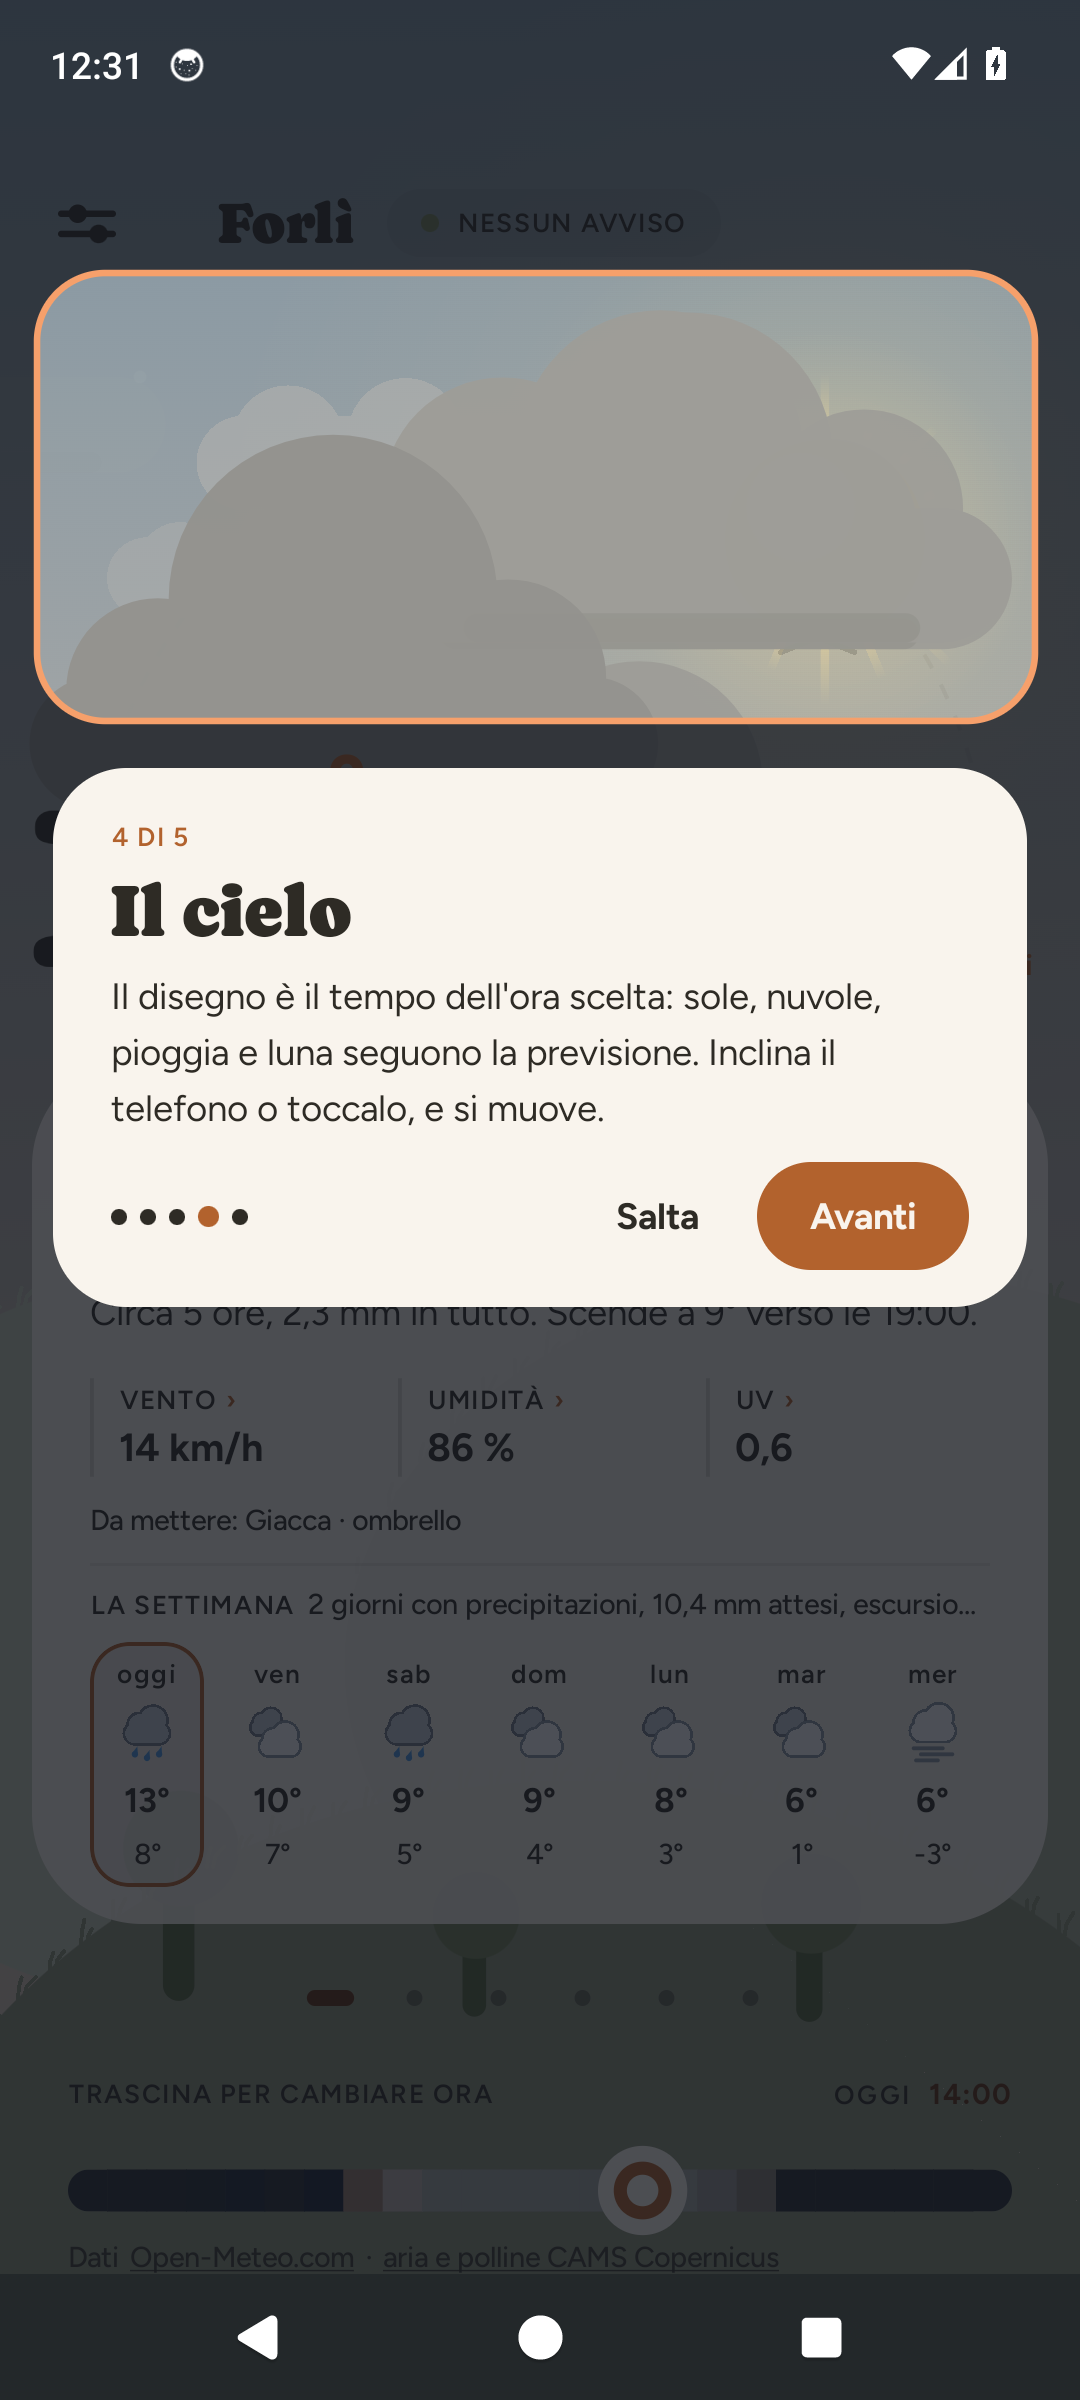 12:31
Forlì
NESSUN AVVISO
4 DI 5
Il cielo
Il disegno è il tempo dell'ora scelta: sole, nuvole,
pioggia e luna seguono la previsione. Inclina il
telefono o toccalo, e si muove.
Salta
Avanti
Circa 5 ore, 2,3 mm in tutto. Scende a 9° verso le 19:00.
VENTO › UMIDITÀ › UV ›
14 km/h 86 % 0,6
Da mettere: Giacca · ombrello
LA SETTIMANA 2 giorni con precipitazioni, 10,4 mm attesi, escursio...
oggi ven sab dom lun mar mer
13° 10° 9° 9° 8° 6° 6°
8° 7° 5° 4° 3° 1° -3°
TRASCINA PER CAMBIARE ORA
OGGI 14:00
Dati Open-Meteo.com · aria e polline CAMS Copernicus